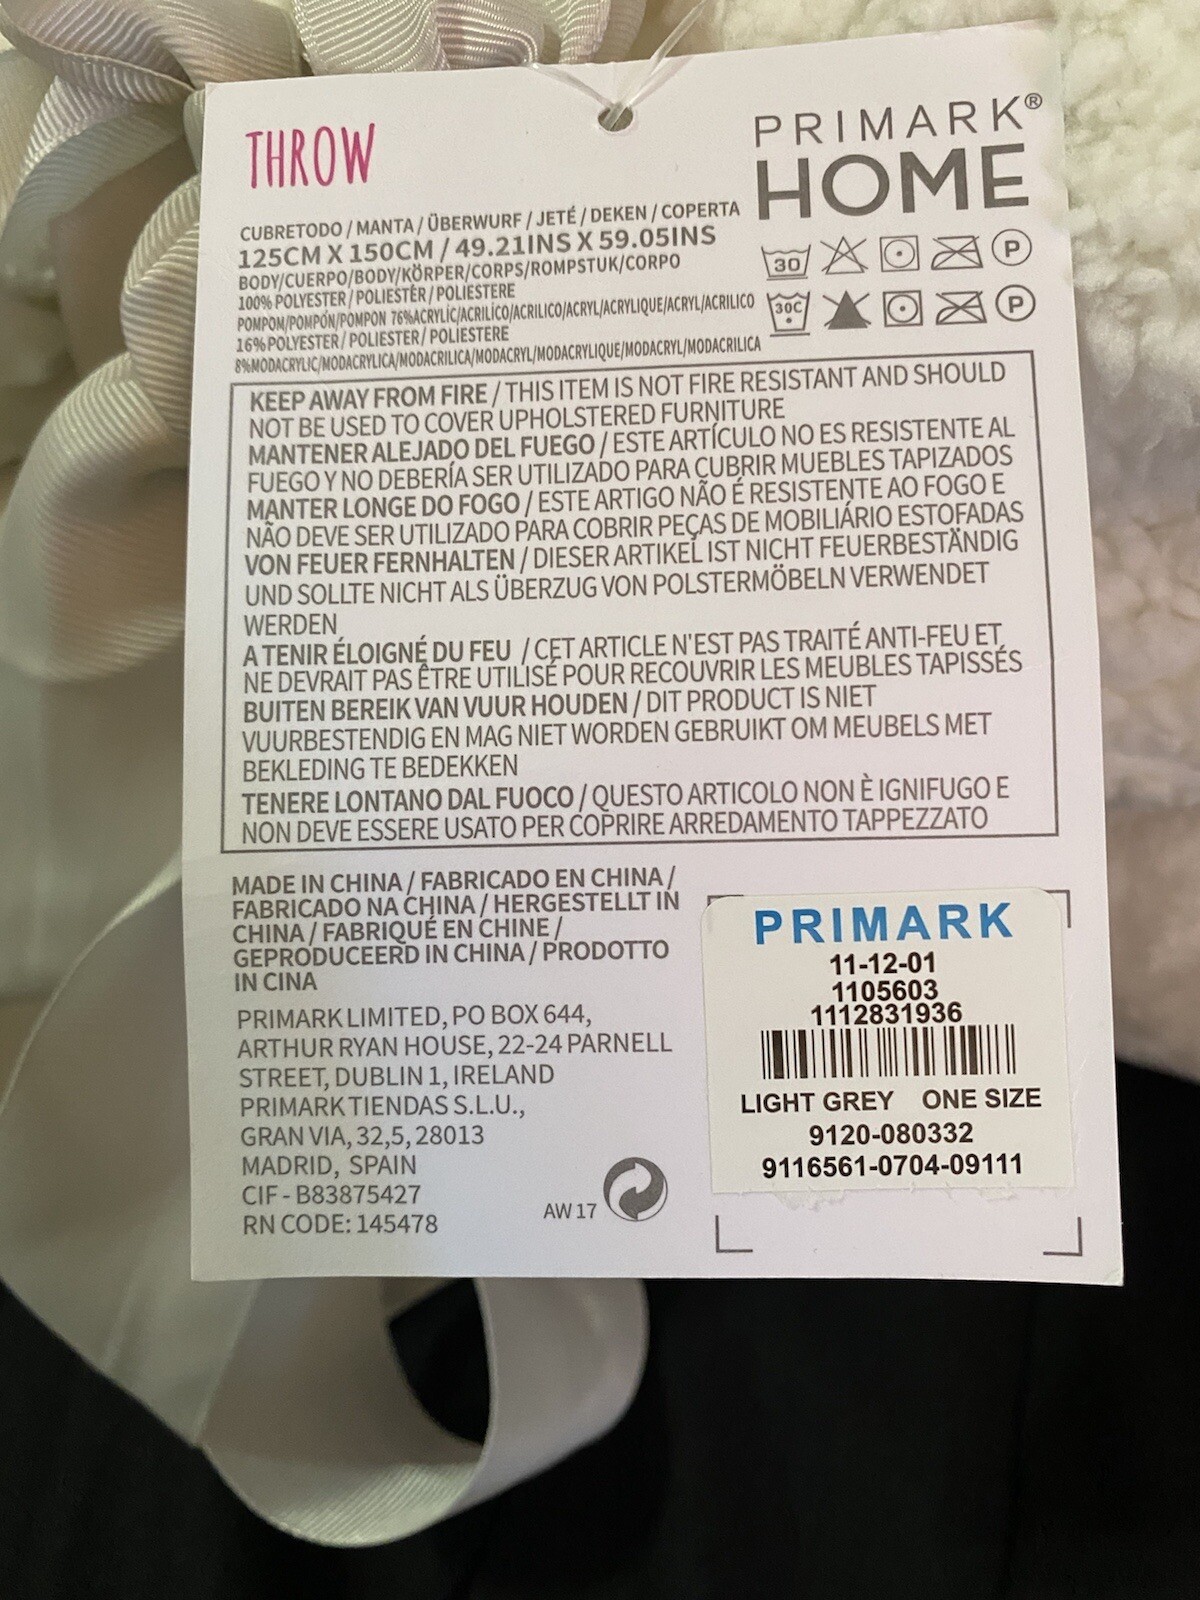 THROW
PRIMARK®
HOME
CUBRETODO / MANTA / ÜBERWURF / JETÉ / DEKEN / COPERTA
125CM X 150CM / 49.21INS X 59.05INS
BODY/CUERPO/BODY/KÖRPER/CORPS/ROMPSTUK/CORPO
100% POLYESTER / POLIESTÉR / POLIESTERE
POMPOM/POMPÓN/POMPON 76%ACRYLIC/ACRILÍCO/ACRILICO/ACRYL/ACRYLIQUE/ACRYL/ACRILICO
16%POLYESTER / POLIESTER / POLIESTERE
8%MODACRYLIC/MODACRYLICA/MODACRILICA/MODACRYL/MODACRYLIQUE/MODACRYL/MODACRILICA
30 P
30C P
KEEP AWAY FROM FIRE / THIS ITEM IS NOT FIRE RESISTANT AND SHOULD
NOT BE USED TO COVER UPHOLSTERED FURNITURE
MANTENER ALEJADO DEL FUEGO / ESTE ARTÍCULO NO ES RESISTENTE AL
FUEGO Y NO DEBERÍA SER UTILIZADO PARA CUBRIR MUEBLES TAPIZADOS
MANTER LONGE DO FOGO / ESTE ARTIGO NÃO É RESISTENTE AO FOGO E
NÃO DEVE SER UTILIZADO PARA COBRIR PEÇAS DE MOBILIÁRIO ESTOFADAS
VON FEUER FERNHALTEN / DIESER ARTIKEL IST NICHT FEUERBESTÄNDIG
UND SOLLTE NICHT ALS ÜBERZUG VON POLSTERMÖBELN VERWENDET
WERDEN
A TENIR ÉLOIGNÉ DU FEU / CET ARTICLE N'EST PAS TRAITÉ ANTI-FEU ET
NE DEVRAIT PAS ÊTRE UTILISÉ POUR RECOUVRIR LES MEUBLES TAPISSÉS
BUITEN BEREIK VAN VUUR HOUDEN / DIT PRODUCT IS NIET
VUURBESTENDIG EN MAG NIET WORDEN GEBRUIKT OM MEUBELS MET
BEKLEDING TE BEDEKKEN
TENERE LONTANO DAL FUOCO / QUESTO ARTICOLO NON È IGNIFUGO E
NON DEVE ESSERE USATO PER COPRIRE ARREDAMENTO TAPPEZZATO
MADE IN CHINA / FABRICADO EN CHINA /
FABRICADO NA CHINA / HERGESTELLT IN
CHINA / FABRIQUÉ EN CHINE /
GEPRODUCEERD IN CHINA / PRODOTTO
IN CINA
PRIMARK LIMITED, PO BOX 644,
ARTHUR RYAN HOUSE, 22-24 PARNELL
STREET, DUBLIN 1, IRELAND
PRIMARK TIENDAS S.L.U.,
GRAN VIA, 32,5, 28013
MADRID, SPAIN
CIF - B83875427
RN CODE: 145478
AW 17
PRIMARK
11-12-01
1105603
1112831936
LIGHT GREY ONE SIZE
9120-080332
9116561-0704-09111